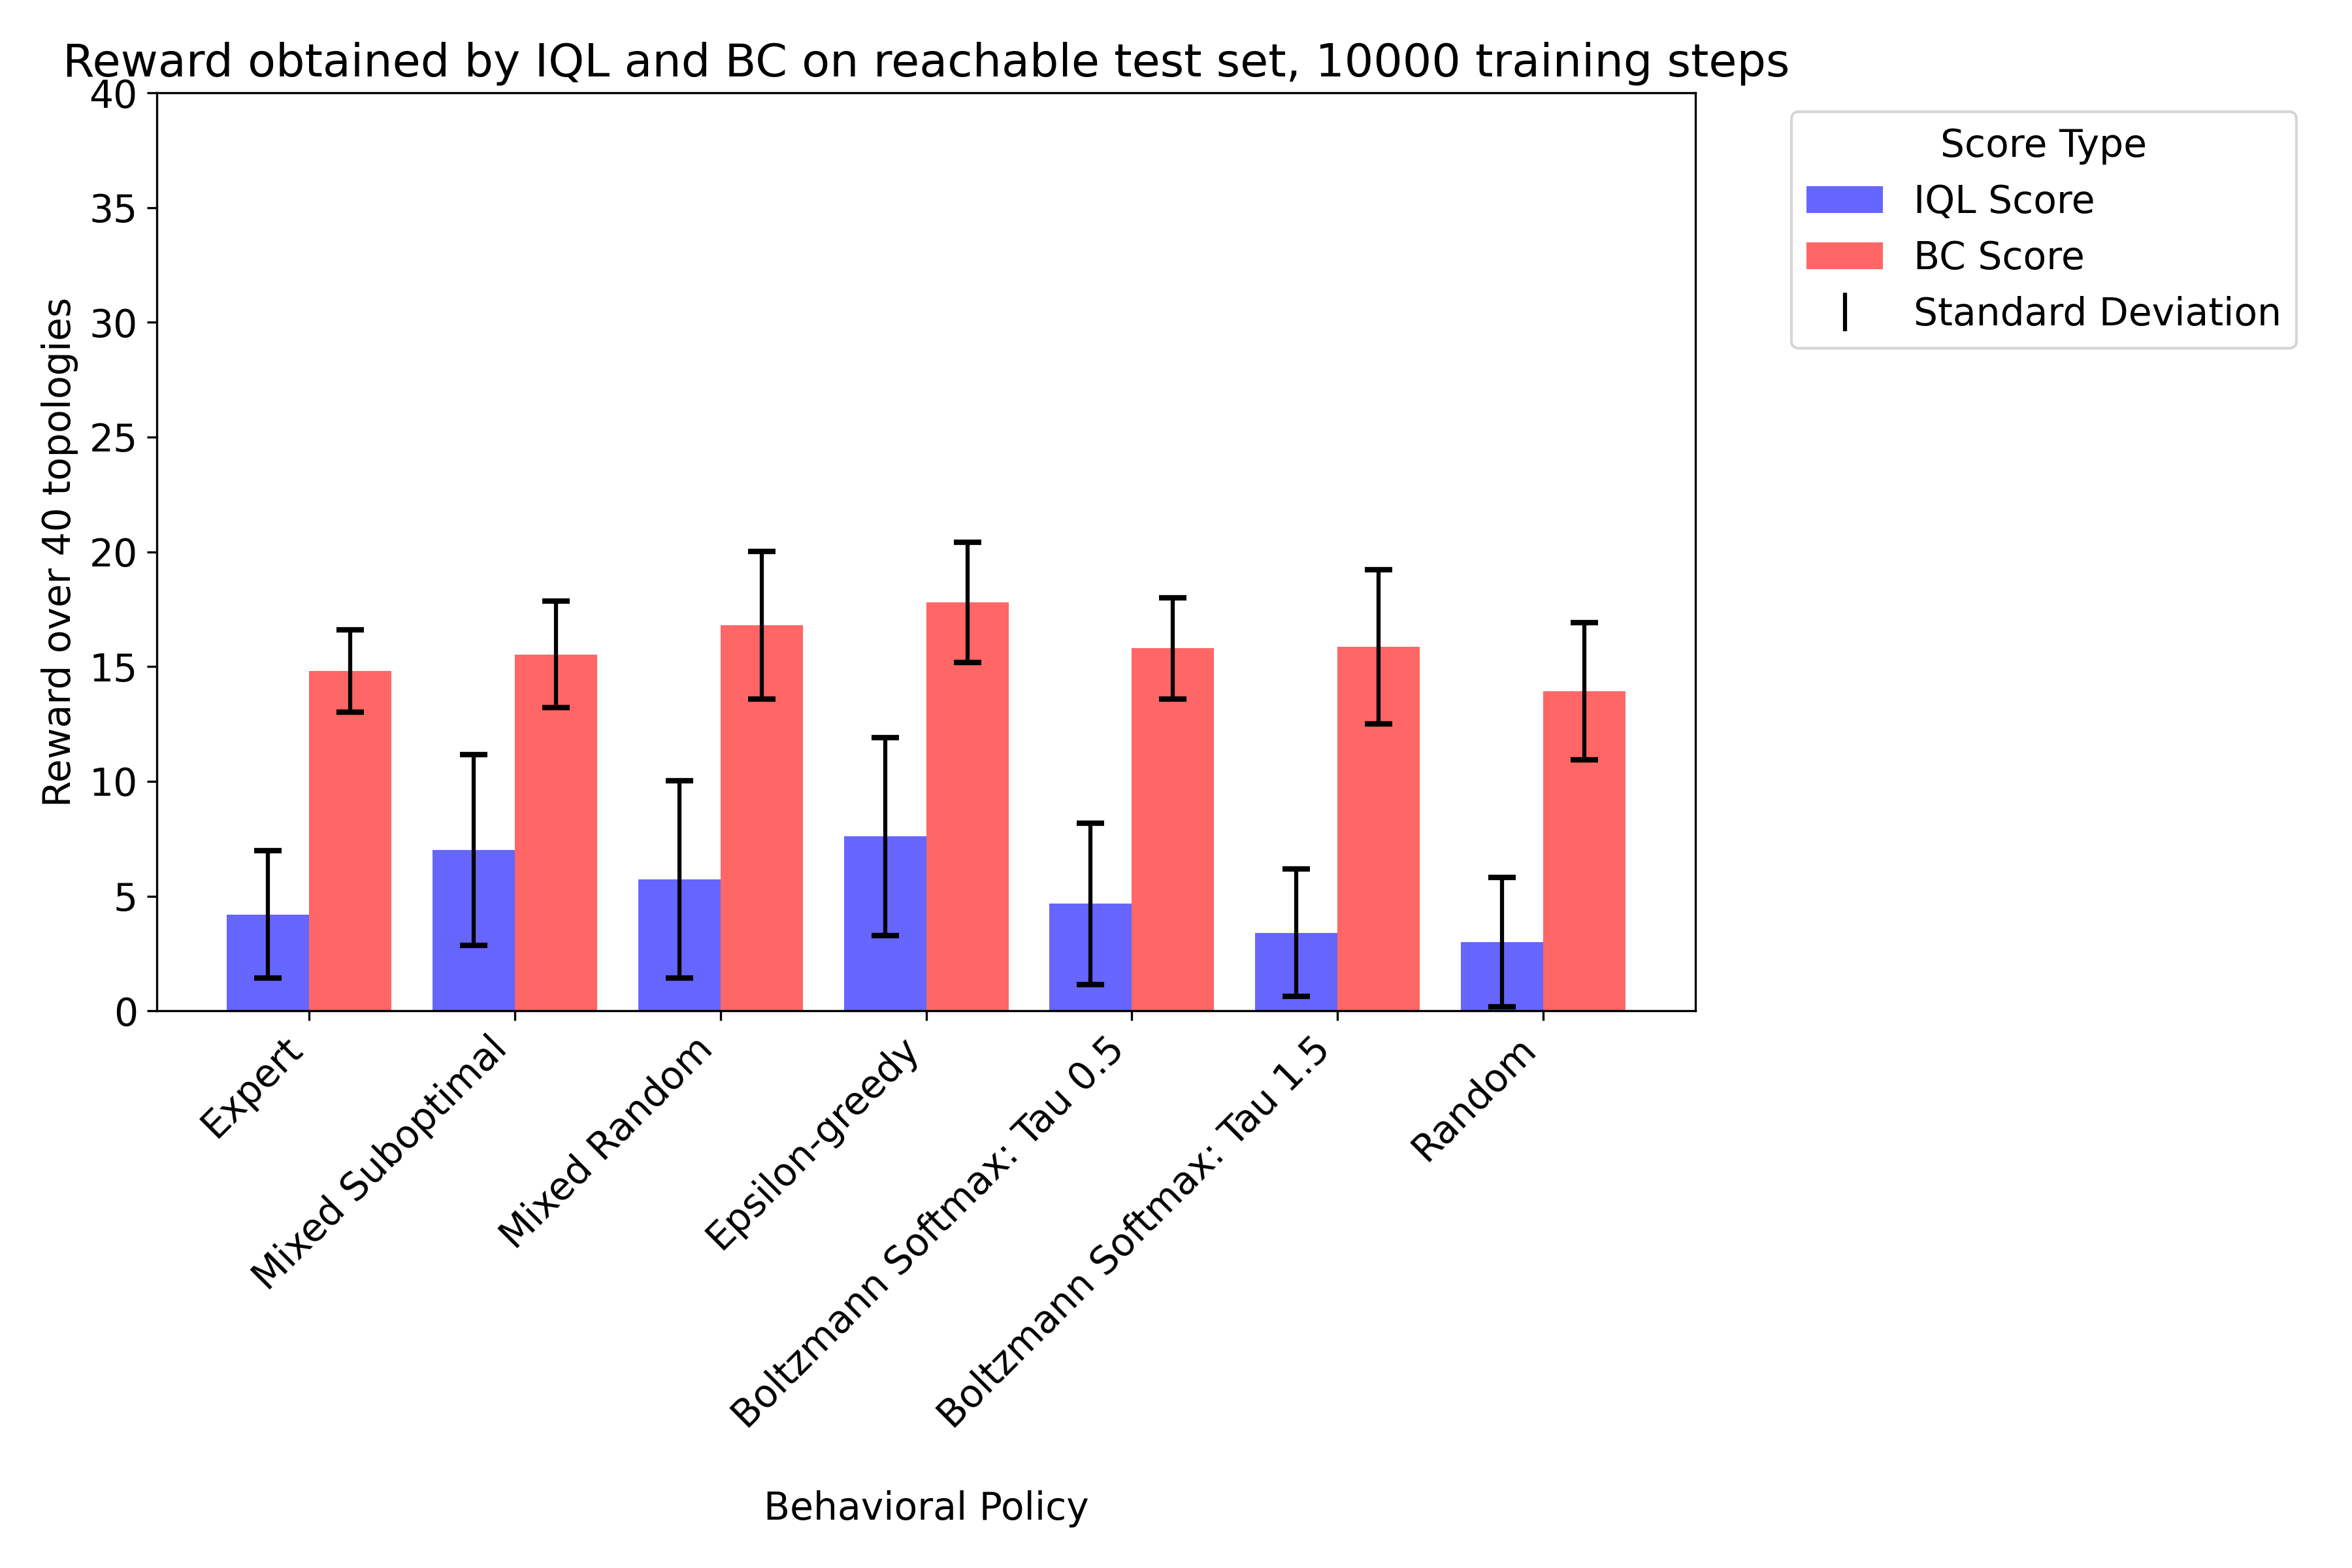 Reward obtained by IQL and BC on reachable test set, 10000 training steps
Score Type
IQL Score
BC Score
Standard Deviation
Reward over 40 topologies
40
35
30
25
20
15
10
5
0
Expert
Mixed Suboptimal
Mixed Random
Epsilon-greedy
Boltzmann Softmax: Tau 0.5
Boltzmann Softmax: Tau 1.5
Random
Behavioral Policy